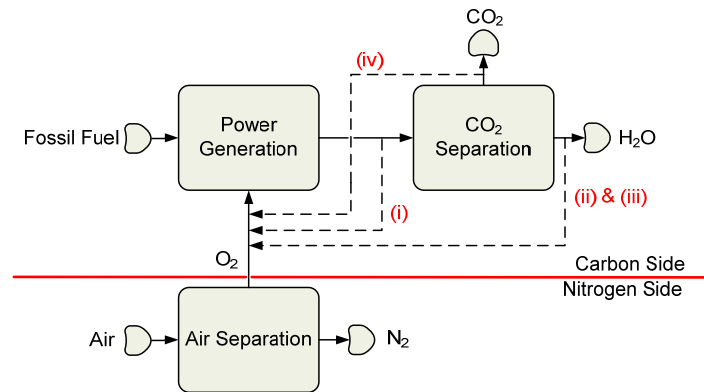 CO₂
(iv)
Fossil Fuel
Power
Generation
CO₂
Separation
H₂O
(i)
(ii) & (iii)
O₂
Carbon Side
Nitrogen Side
Air
Air Separation
N₂